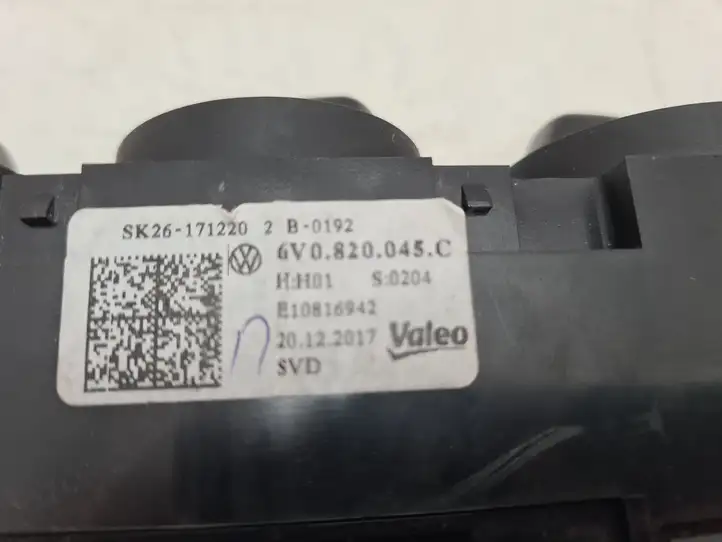 SK26-171220 2 B-0192
6V0.820.045.C
H:H01 S:0204
E10816942
20.12.2017 Valeo
SVD